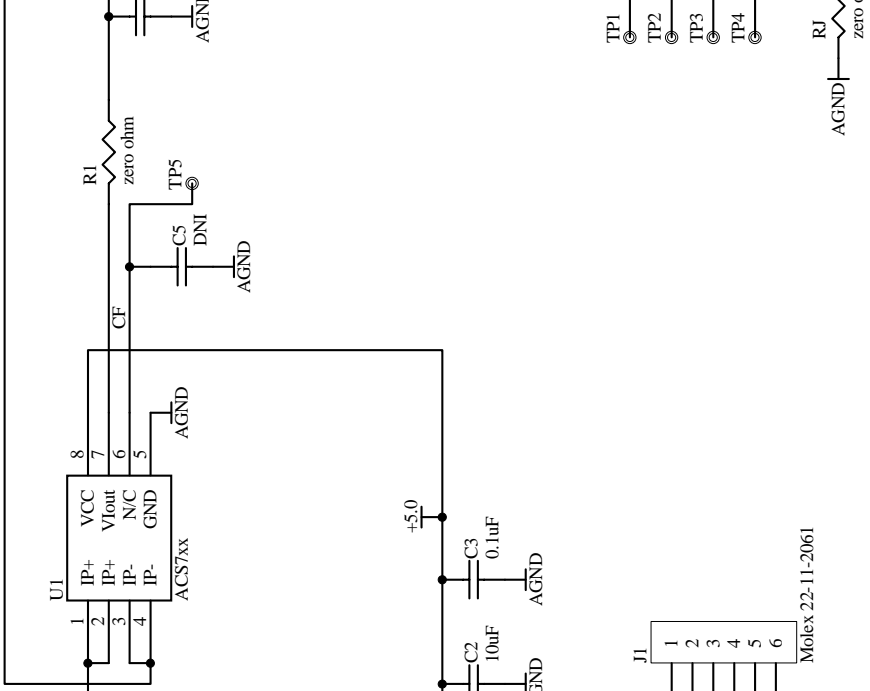 AGND
TP1
TP2
TP3
TP4
RJ
AGND
R1
zero ohm
TP5
C5
DNI
AGND
CF
AGND
8
7
6
5
VCC
VIout
N/C
GND
IP+
IP+
IP-
IP-
U1
ACS7xx
1
2
3
4
+5.0
C3
0.1uF
AGND
C2
10uF
J1
1
2
3
4
5
6
Molex 22-11-2061